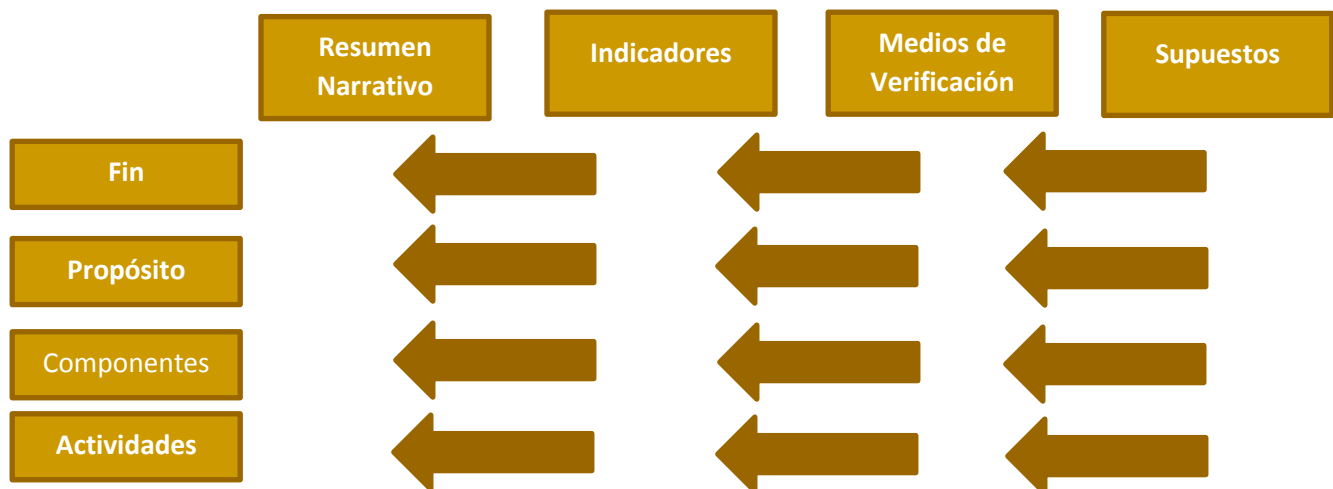 Resumen
Narrativo
Indicadores
Medios de
Verificación
Supuestos
Fin
Propósito
Componentes
Actividades